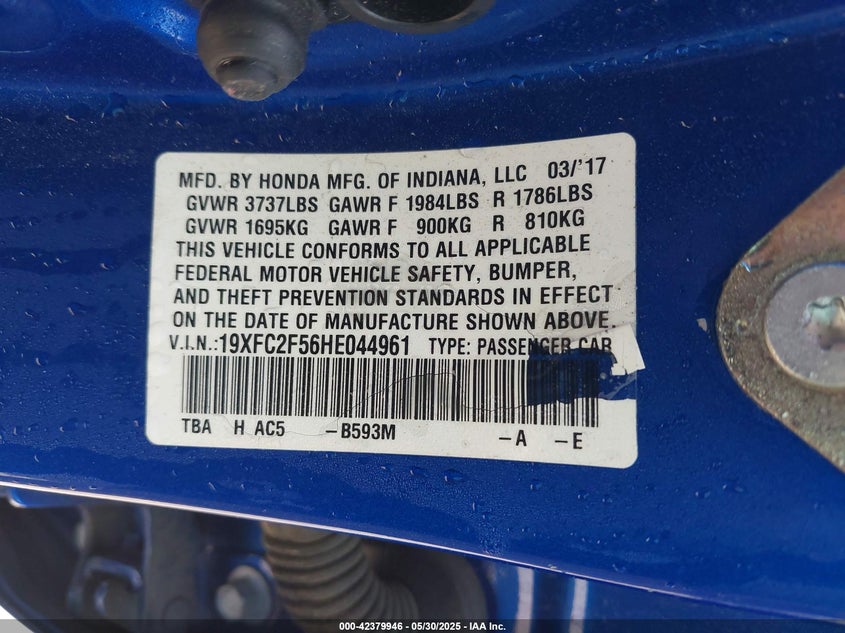 MFD. BY HONDA MFG. OF INDIANA, LLC 03/'17
GVWR 3737LBS GAWR F 1984LBS R 1786LBS
GVWR 1695KG GAWR F 900KG R 810KG
THIS VEHICLE CONFORMS TO ALL APPLICABLE
FEDERAL MOTOR VEHICLE SAFETY, BUMPER,
AND THEFT PREVENTION STANDARDS IN EFFECT
ON THE DATE OF MANUFACTURE SHOWN ABOVE.
V.I.N.:19XFC2F56HE044961 TYPE: PASSENGER CAR
TBA H AC5 -B593M -A -E
000-42379946 - 05/30/2025 - IAA Inc.